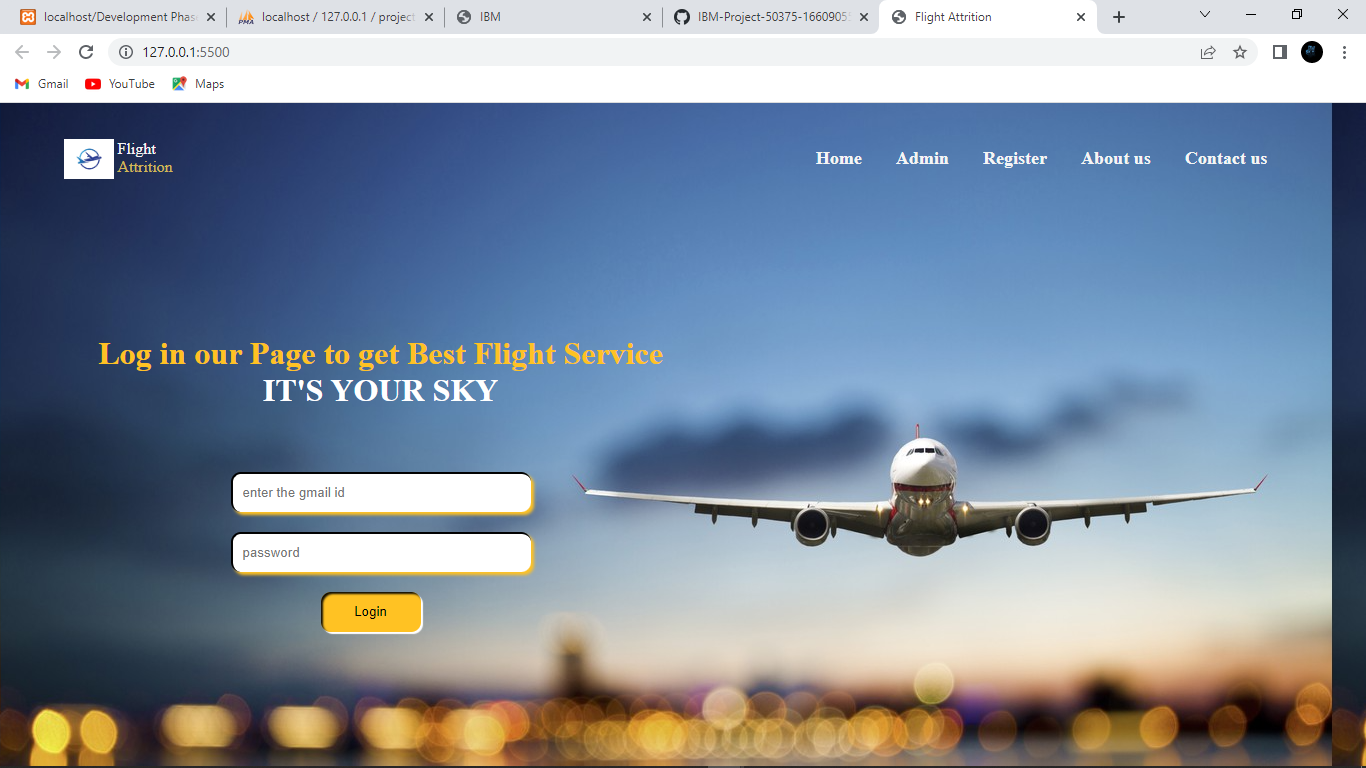 localhost/Development Phas
localhost / 127.0.0.1 / project
IBM
IBM-Project-50375-1660905
Flight Attrition
127.0.0.1:5500
Gmail
YouTube
Maps
Flight
Attrition
Home
Admin
Register
About us
Contact us
Log in our Page to get Best Flight Service
IT'S YOUR SKY
enter the gmail id
password
Login